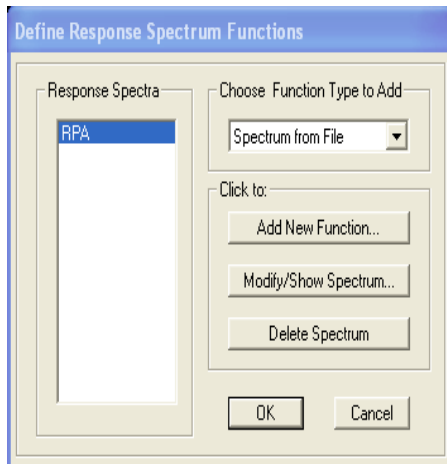 Define Response Spectrum Functions
Response Spectra
RPA
Choose Function Type to Add
Spectrum from File
Click to:
Add New Function...
Modify/Show Spectrum...
Delete Spectrum
OK
Cancel